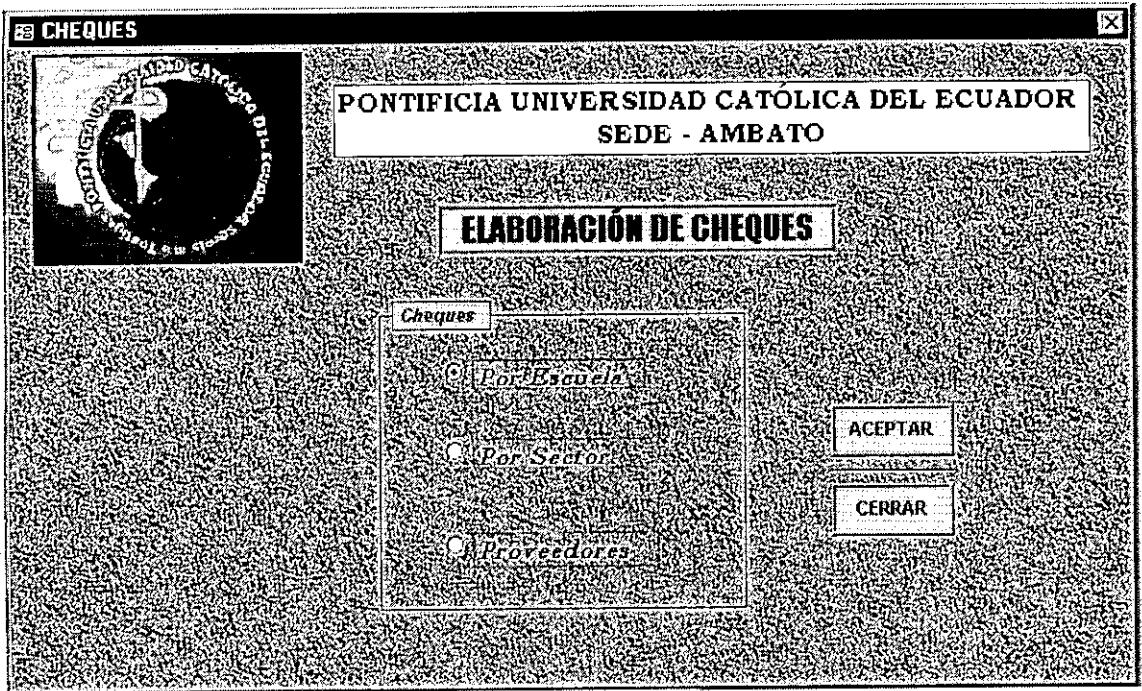 CHEQUES
PONTIFICIA UNIVERSIDAD CATÓLICA DEL ECUADOR
SEDE - AMBATO
ELABORACIÓN DE CHEQUES
Cheques
Por Escuela
Por Sector
Proveedores
ACEPTAR
CERRAR